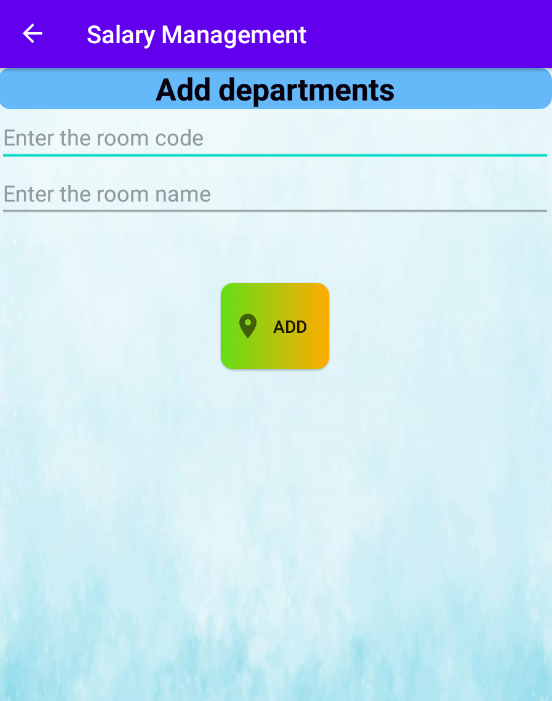 Salary Management
Add departments
Enter the room code
Enter the room name
ADD